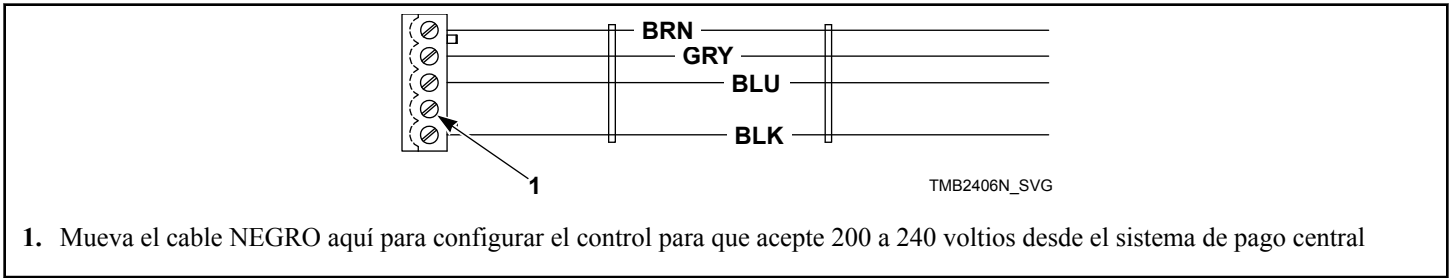 BRN
GRY
BLU
BLK
1
TMB2406N_SVG
1. Mueva el cable NEGRO aquí para configurar el control para que acepte 200 a 240 voltios desde el sistema de pago central